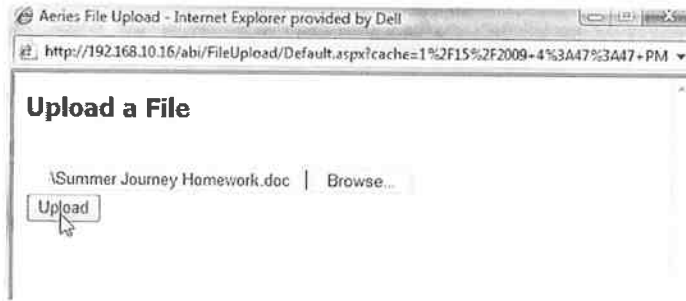 Aeries File Upload - Internet Explorer provided by Dell
http://192.168.10.16/abi/FileUpload/Default.aspx?cache=1%2F15%2F2009+4%3A47%3A47+PM
Upload a File
\Summer Journey Homework.doc | Browse...
Upload